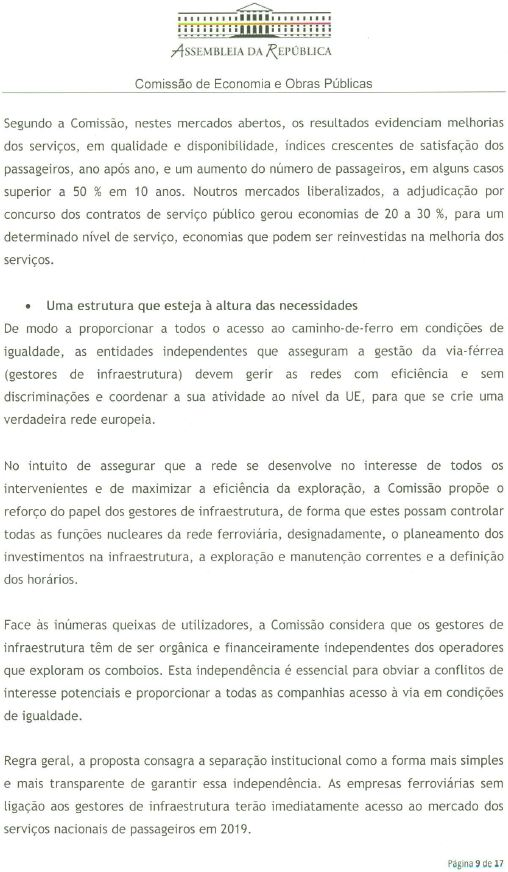 ASSEMBLEIA DA REPÚBLICA
Comissão de Economia e Obras Públicas
Segundo a Comissão, nestes mercados abertos, os resultados evidenciam melhorias
dos serviços, em qualidade e disponibilidade, índices crescentes de satisfação dos
passageiros, ano após ano, e um aumento do número de passageiros, em alguns casos
superior a 50 % em 10 anos. Noutros mercados liberalizados, a adjudicação por
concurso dos contratos de serviço público gerou economias de 20 a 30 %, para um
determinado nível de serviço, economias que podem ser reinvestidas na melhoria dos
serviços.
• Uma estrutura que esteja à altura das necessidades
De modo a proporcionar a todos o acesso ao caminho-de-ferro em condições de
igualdade, as entidades independentes que asseguram a gestão da via-férrea
(gestores de infraestrutura) devem gerir as redes com eficiência e sem
discriminações e coordenar a sua atividade ao nível da UE, para que se crie uma
verdadeira rede europeia.
No intuito de assegurar que a rede se desenvolve no interesse de todos os
intervenientes e de maximizar a eficiência da exploração, a Comissão propõe o
reforço do papel dos gestores de infraestrutura, de forma que estes possam controlar
todas as funções nucleares da rede ferroviária, designadamente, o planeamento dos
investimentos na infraestrutura, a exploração e manutenção correntes e a definição
dos horários.
Face às inúmeras queixas de utilizadores, a Comissão considera que os gestores de
infraestrutura têm de ser orgânica e financeiramente independentes dos operadores
que exploram os comboios. Esta independência é essencial para obviar a conflitos de
interesse potenciais e proporcionar a todas as companhias acesso à via em condições
de igualdade.
Regra geral, a proposta consagra a separação institucional como a forma mais simples
e mais transparente de garantir essa independência. As empresas ferroviárias sem
ligação aos gestores de infraestrutura terão imediatamente acesso ao mercado dos
serviços nacionais de passageiros em 2019.
Página 9 de 17